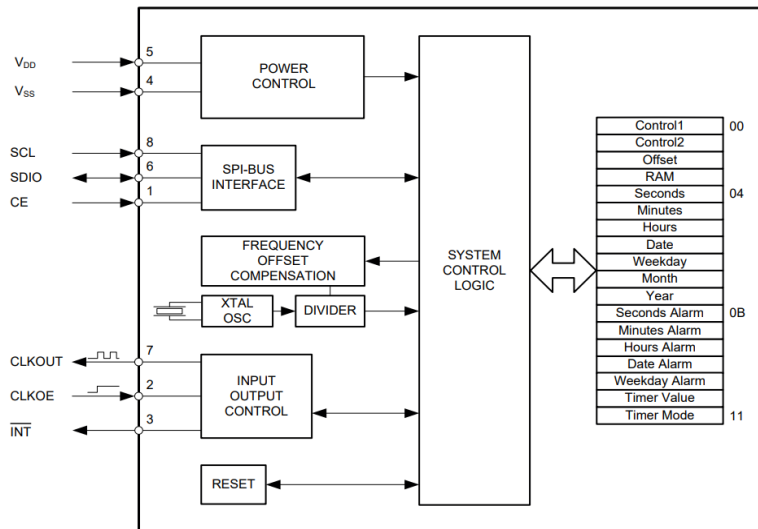 V_DD
5
POWER
CONTROL
V_SS
4
SCL
8
SDIO
6
CE
1
SPI-BUS
INTERFACE
FREQUENCY
OFFSET
COMPENSATION
XTAL
OSC
DIVIDER
CLKOUT
7
CLKOE
2
INT
3
INPUT
OUTPUT
CONTROL
RESET
SYSTEM
CONTROL
LOGIC
Control1 00
Control2
Offset
RAM
Seconds 04
Minutes
Hours
Date
Weekday
Month
Year
Seconds Alarm 0B
Minutes Alarm
Hours Alarm
Date Alarm
Weekday Alarm
Timer Value
Timer Mode 11